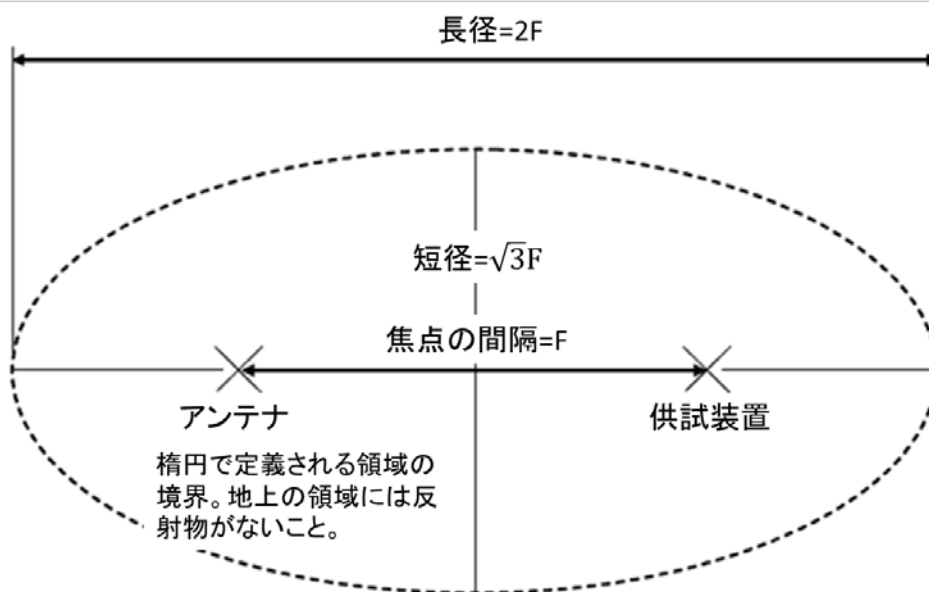 長径=2F
短径=√3F
焦点の間隔=F
アンテナ
供試装置
楕円で定義される領域の
境界。地上の領域には反
射物がないこと。